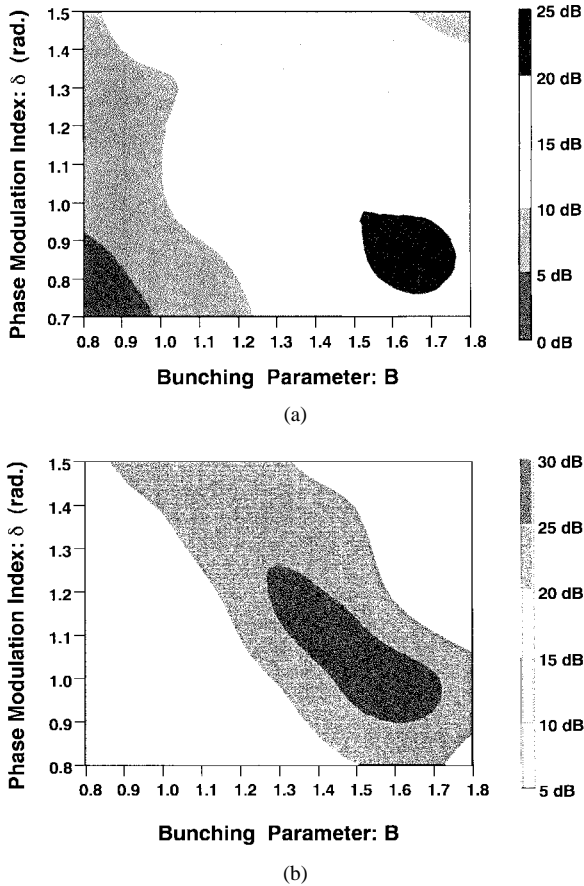 Phase Modulation Index: δ (rad.)
1.5
1.4
1.3
1.2
1.1
1.0
0.9
0.8
0.7
0.8 0.9 1.0 1.1 1.2 1.3 1.4 1.5 1.6 1.7 1.8
Bunching Parameter: B
25 dB
20 dB
15 dB
10 dB
5 dB
0 dB
(a)
Phase Modulation Index: δ (rad.)
1.5
1.4
1.3
1.2
1.1
1.0
0.9
0.8
0.8 0.9 1.0 1.1 1.2 1.3 1.4 1.5 1.6 1.7 1.8
Bunching Parameter: B
30 dB
25 dB
20 dB
15 dB
10 dB
5 dB
(b)